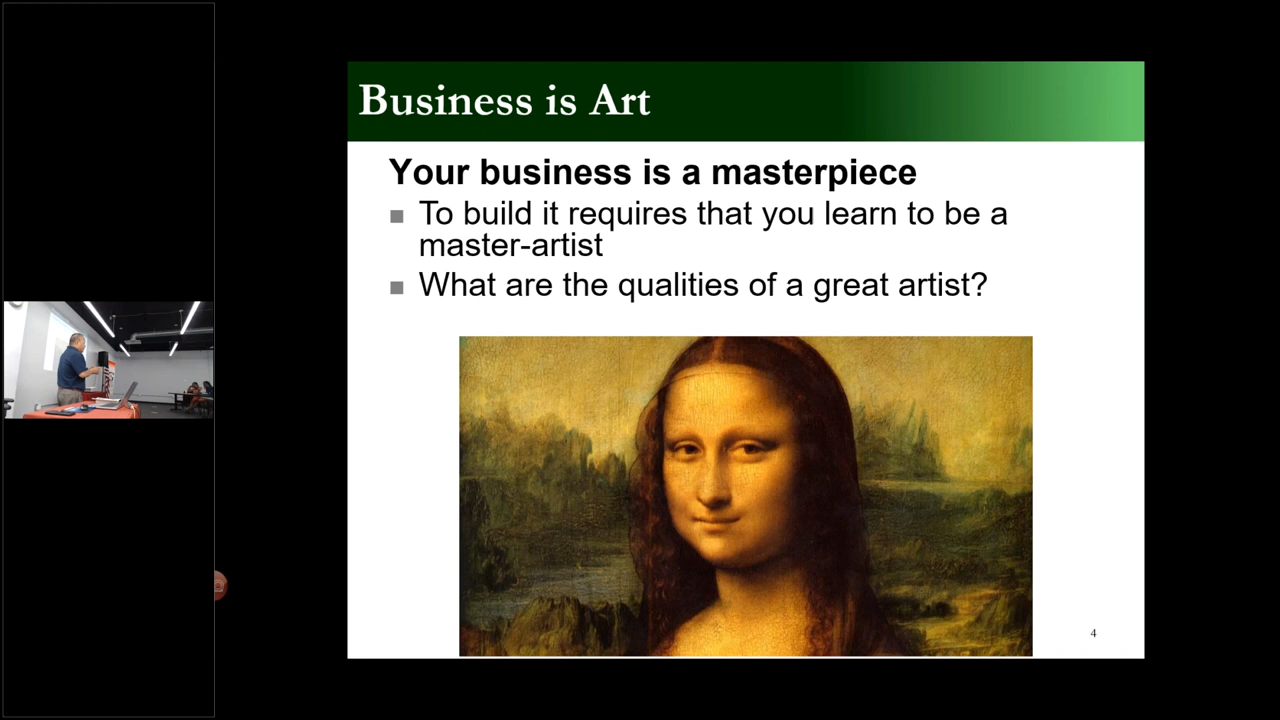 Business is Art
Your business is a masterpiece
To build it requires that you learn to be a
master-artist
What are the qualities of a great artist?
4